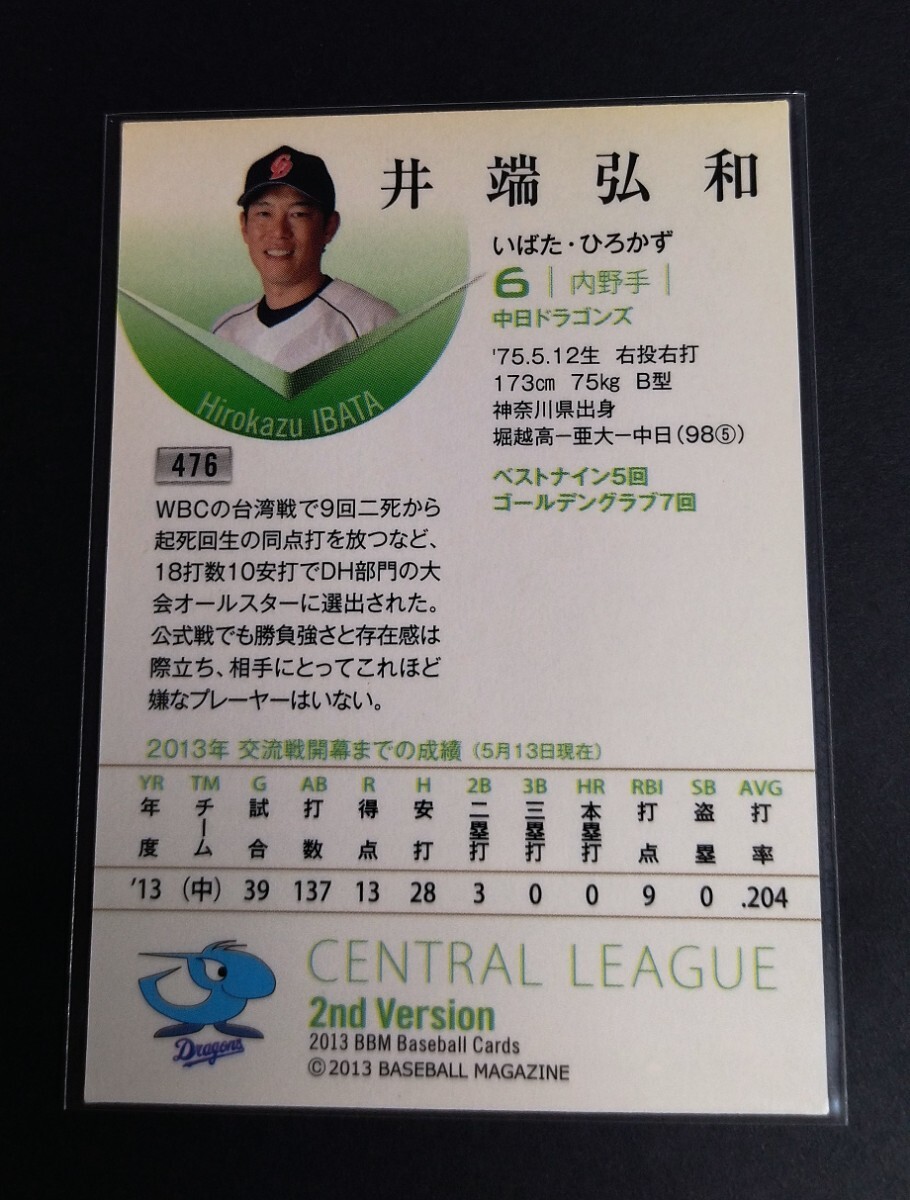 井端弘和
いばた・ひろかず
6 | 内野手 |
中日ドラゴンズ
'75.5.12生 右投右打
173㎝ 75㎏ B型
神奈川県出身
堀越高ー亜大ー中日(98⑤)
ベストナイン5回
ゴールデングラブ7回
Hirokazu IBATA
476
WBCの台湾戦で9回二死から
起死回生の同点打を放つなど、
18打数10安打でDH部門の大
会オールスターに選出された。
公式戦でも勝負強さと存在感は
際立ち、相手にとってこれほど
嫌なプレーヤーはいない。
2013年 交流戦開幕までの成績(5月13日現在)
YR TM G AB R H 2B 3B HR RBI SB AVG
年度 チーム 試合 打数 得点 安打 二塁打 三塁打 本塁打 打点 盗塁 打率
'13 (中) 39 137 13 28 3 0 0 9 0 .204
Dragons
CENTRAL LEAGUE
2nd Version
2013 BBM Baseball Cards
©2013 BASEBALL MAGAZINE